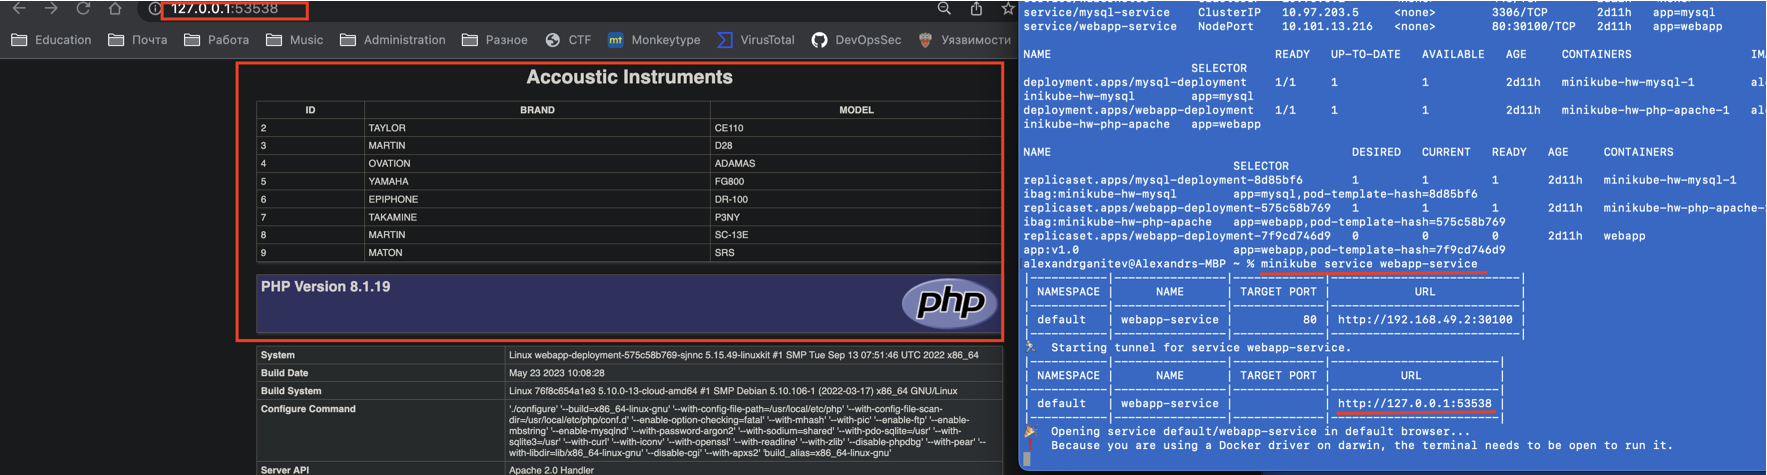 127.0.0.1:53538
Education Почта Работа Music Administration Разное CTF mt Monkeytype VirusTotal DevOpsSec Уязвимости
Accoustic Instruments
ID BRAND MODEL
2 TAYLOR CE110
3 MARTIN D28
4 OVATION ADAMAS
5 YAMAHA FG800
6 EPIPHONE DR-100
7 TAKAMINE P3NY
8 MARTIN SC-13E
9 MATON SRS
PHP Version 8.1.19
php
System Linux webapp-deployment-575c58b769-sjnnc 5.15.49-linuxkit #1 SMP Tue Sep 13 07:51:46 UTC 2022 x86_64
Build Date May 23 2023 10:08:28
Build System Linux 76f8c654a1e3 5.10.0-13-cloud-amd64 #1 SMP Debian 5.10.106-1 (2022-03-17) x86_64 GNU/Linux
Configure Command './configure' '--build=x86_64-linux-gnu' '--with-config-file-path=/usr/local/etc/php' '--with-config-file-scan-
dir=/usr/local/etc/php/conf.d' '--enable-option-checking=fatal' '--with-mhash' '--with-pic' '--enable-ftp' '--enable-
mbstring' '--enable-mysqlnd' '--with-password-argon2' '--with-sodium=shared' '--with-pdo-sqlite=/usr' '--with-
sqlite3=/usr' '--with-curl' '--with-iconv' '--with-openssl' '--with-readline' '--with-zlib' '--disable-phpdbg' '--with-pear' '--
with-libdir=lib/x86_64-linux-gnu' '--disable-cgi' '--with-apxs2' 'build_alias=x86_64-linux-gnu'
Server API Apache 2.0 Handler
service/mysql-service ClusterIP 10.97.203.5 <none> 3306/TCP 2d11h app=mysql
service/webapp-service NodePort 10.101.13.216 <none> 80:30100/TCP 2d11h app=webapp
NAME READY UP-TO-DATE AVAILABLE AGE CONTAINERS IMA
SELECTOR
deployment.apps/mysql-deployment 1/1 1 1 2d11h minikube-hw-mysql-1 al
inikube-hw-mysql app=mysql
deployment.apps/webapp-deployment 1/1 1 1 2d11h minikube-hw-php-apache-1 al
inikube-hw-php-apache app=webapp
NAME DESIRED CURRENT READY AGE CONTAINERS
SELECTOR
replicaset.apps/mysql-deployment-8d85bf6 1 1 1 2d11h minikube-hw-mysql-1
ibag:minikube-hw-mysql app=mysql,pod-template-hash=8d85bf6
replicaset.apps/webapp-deployment-575c58b769 1 1 1 2d11h minikube-hw-php-apache-
ibag:minikube-hw-php-apache app=webapp,pod-template-hash=575c58b769
replicaset.apps/webapp-deployment-7f9cd746d9 0 0 0 2d11h webapp
app:v1.0 app=webapp,pod-template-hash=7f9cd746d9
alexandrganitev@Alexandrs-MBP ~ % minikube service webapp-service
|-----------|----------------|-------------|---------------------------|
| NAMESPACE | NAME | TARGET PORT | URL |
|-----------|----------------|-------------|---------------------------|
| default | webapp-service | 80 | http://192.168.49.2:30100 |
|-----------|----------------|-------------|---------------------------|
🏃 Starting tunnel for service webapp-service.
|-----------|----------------|-------------|------------------------|
| NAMESPACE | NAME | TARGET PORT | URL |
|-----------|----------------|-------------|------------------------|
| default | webapp-service | | http://127.0.0.1:53538 |
|-----------|----------------|-------------|------------------------|
🎉 Opening service default/webapp-service in default browser...
❗ Because you are using a Docker driver on darwin, the terminal needs to be open to run it.